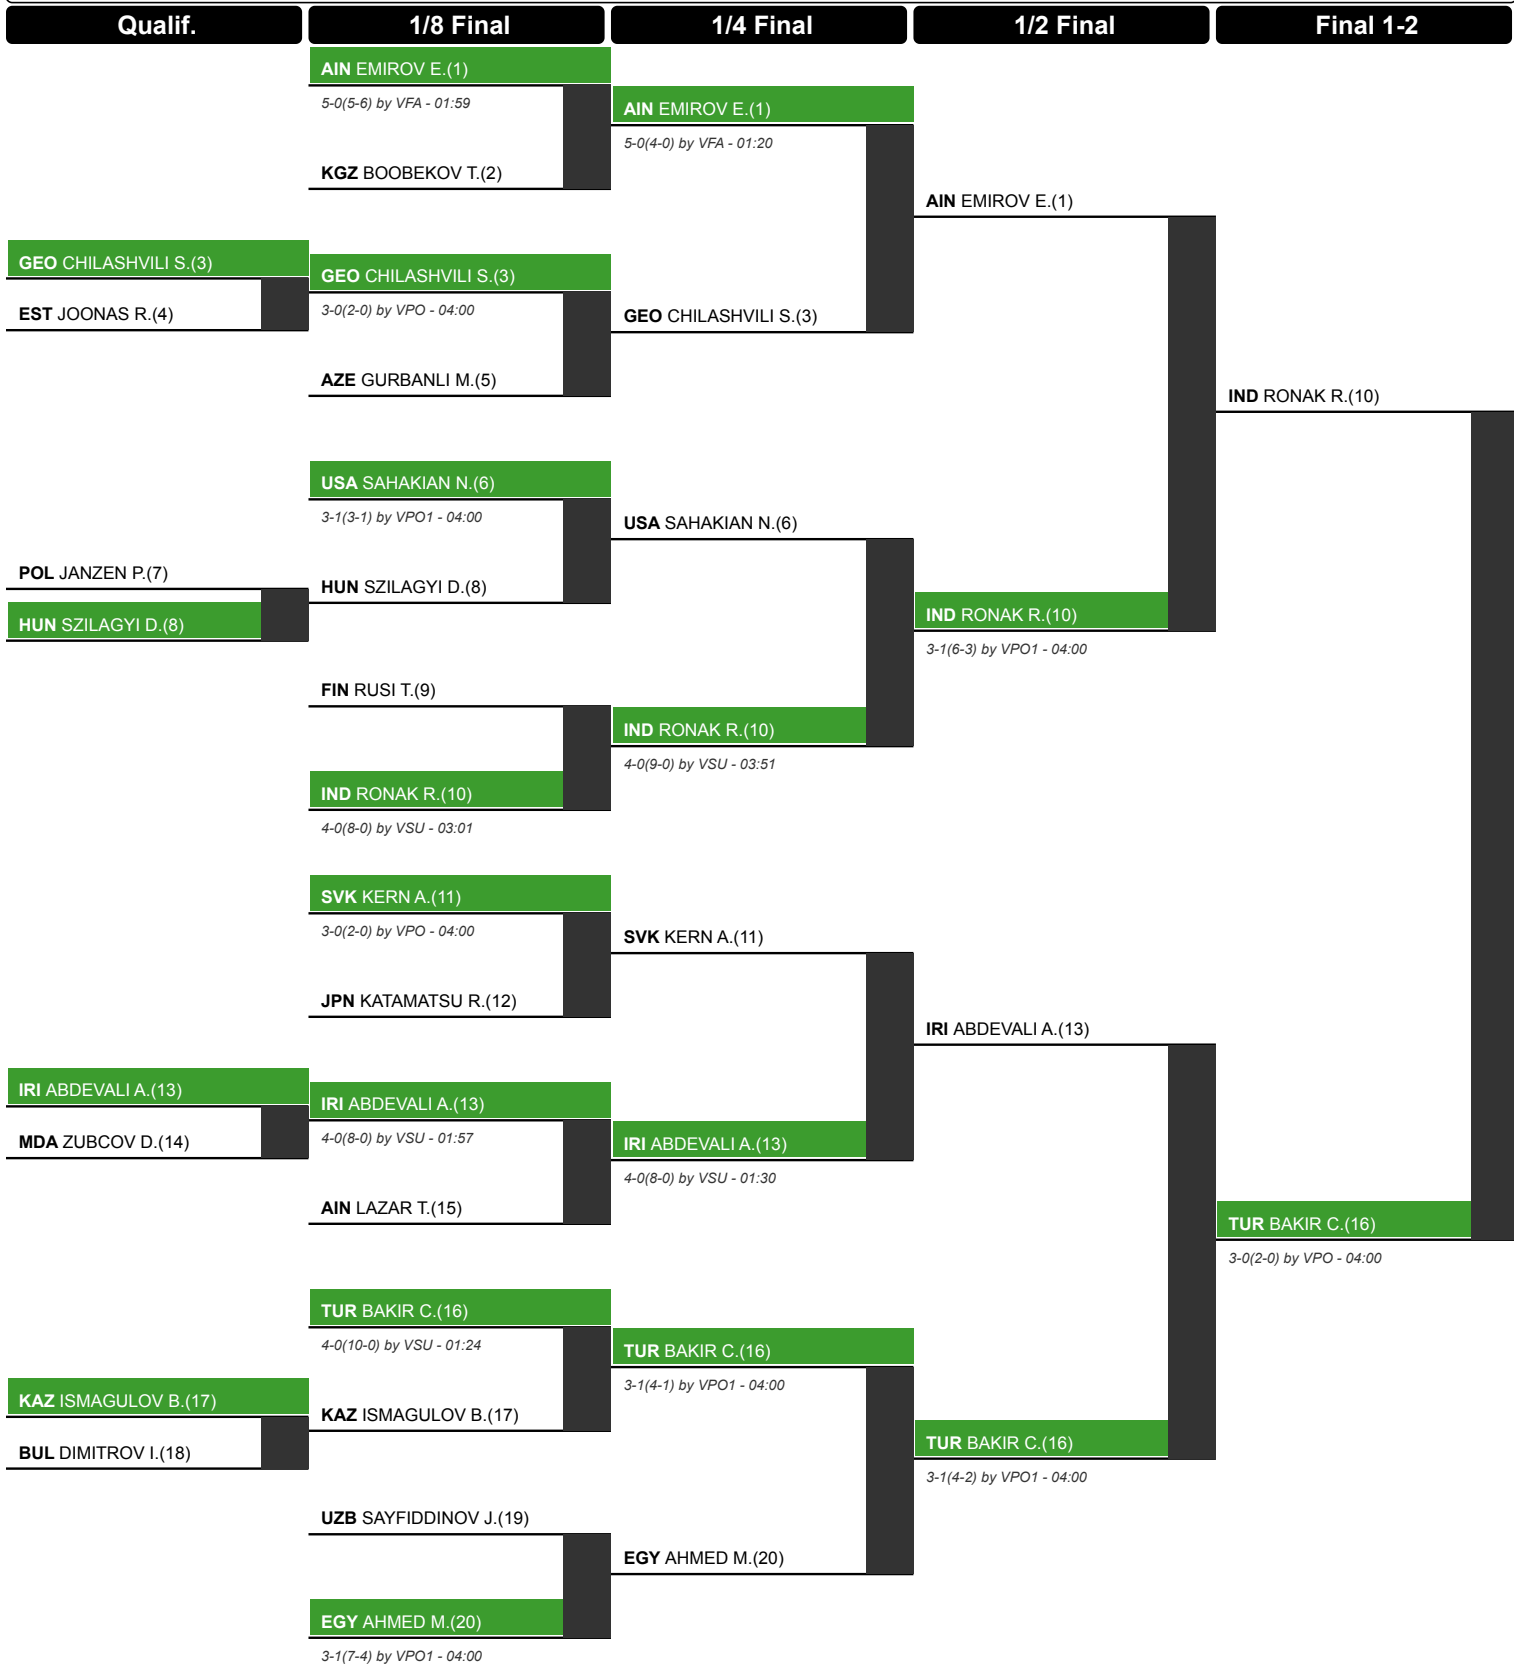 Qualif.
1/8 Final
1/4 Final
1/2 Final
Final 1-2
GEO CHILASHVILI S.(3)
EST JOONAS R.(4)
POL JANZEN P.(7)
HUN SZILAGYI D.(8)
IRI ABDEVALI A.(13)
MDA ZUBCOV D.(14)
KAZ ISMAGULOV B.(17)
BUL DIMITROV I.(18)
AIN EMIROV E.(1)
5-0(5-6) by VFA - 01:59
KGZ BOOBEKOV T.(2)
GEO CHILASHVILI S.(3)
3-0(2-0) by VPO - 04:00
AZE GURBANLI M.(5)
USA SAHAKIAN N.(6)
3-1(3-1) by VPO1 - 04:00
HUN SZILAGYI D.(8)
FIN RUSI T.(9)
IND RONAK R.(10)
4-0(8-0) by VSU - 03:01
SVK KERN A.(11)
3-0(2-0) by VPO - 04:00
JPN KATAMATSU R.(12)
IRI ABDEVALI A.(13)
4-0(8-0) by VSU - 01:57
AIN LAZAR T.(15)
TUR BAKIR C.(16)
4-0(10-0) by VSU - 01:24
KAZ ISMAGULOV B.(17)
UZB SAYFIDDINOV J.(19)
EGY AHMED M.(20)
3-1(7-4) by VPO1 - 04:00
AIN EMIROV E.(1)
5-0(4-0) by VFA - 01:20
GEO CHILASHVILI S.(3)
USA SAHAKIAN N.(6)
IND RONAK R.(10)
4-0(9-0) by VSU - 03:51
SVK KERN A.(11)
IRI ABDEVALI A.(13)
4-0(8-0) by VSU - 01:30
TUR BAKIR C.(16)
3-1(4-1) by VPO1 - 04:00
EGY AHMED M.(20)
AIN EMIROV E.(1)
IND RONAK R.(10)
3-1(6-3) by VPO1 - 04:00
IRI ABDEVALI A.(13)
TUR BAKIR C.(16)
3-1(4-2) by VPO1 - 04:00
IND RONAK R.(10)
TUR BAKIR C.(16)
3-0(2-0) by VPO - 04:00